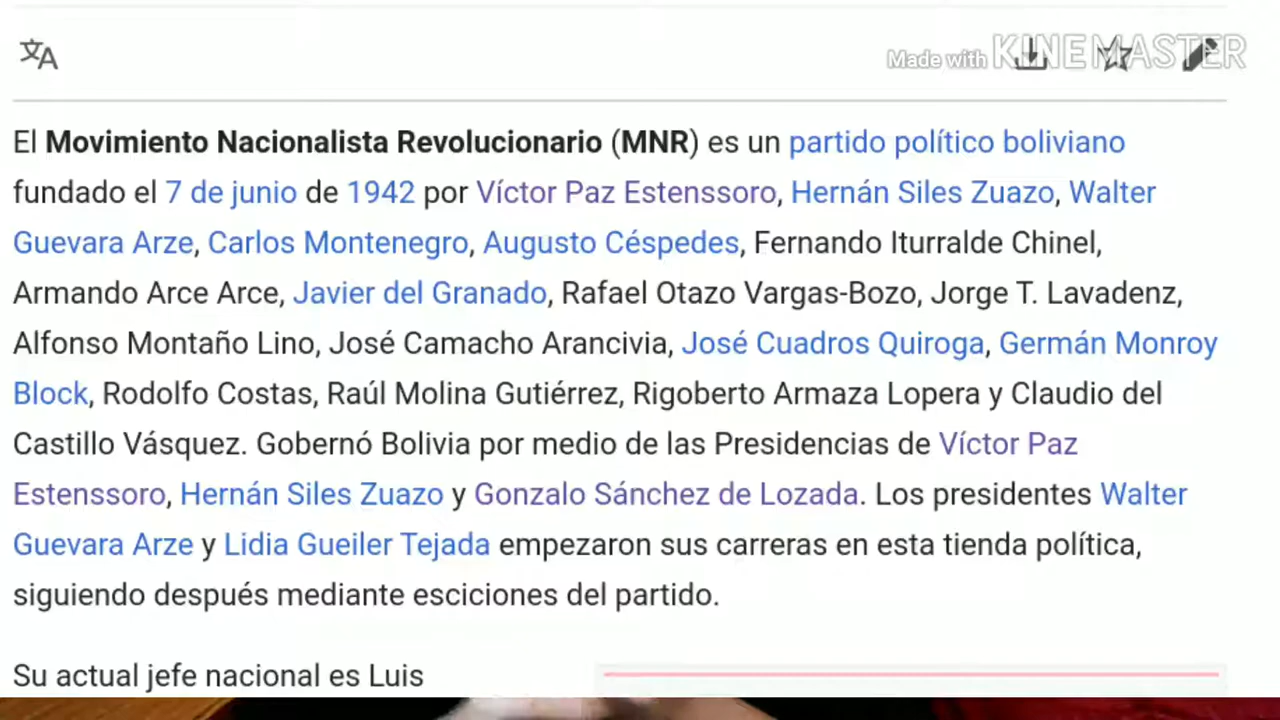 Made with KINEMASTER
El Movimiento Nacionalista Revolucionario (MNR) es un partido político boliviano
fundado el 7 de junio de 1942 por Víctor Paz Estenssoro, Hernán Siles Zuazo, Walter
Guevara Arze, Carlos Montenegro, Augusto Céspedes, Fernando Iturralde Chinel,
Armando Arce Arce, Javier del Granado, Rafael Otazo Vargas-Bozo, Jorge T. Lavadenz,
Alfonso Montaño Lino, José Camacho Arancivia, José Cuadros Quiroga, Germán Monroy
Block, Rodolfo Costas, Raúl Molina Gutiérrez, Rigoberto Armaza Lopera y Claudio del
Castillo Vásquez. Gobernó Bolivia por medio de las Presidencias de Víctor Paz
Estenssoro, Hernán Siles Zuazo y Gonzalo Sánchez de Lozada. Los presidentes Walter
Guevara Arze y Lidia Gueiler Tejada empezaron sus carreras en esta tienda política,
siguiendo después mediante esciciones del partido.
Su actual jefe nacional es Luis